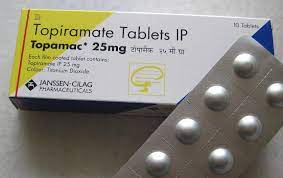 10 Tablets
Topiramate Tablets IP
Topamac® 25mg टोपामॅक २५ मी ग्रा
Each film coated tablet contains:
Topiramate IP 25 mg
Colour: Titanium Dioxide
JANSSEN-CILAG
PHARMACEUTICALS